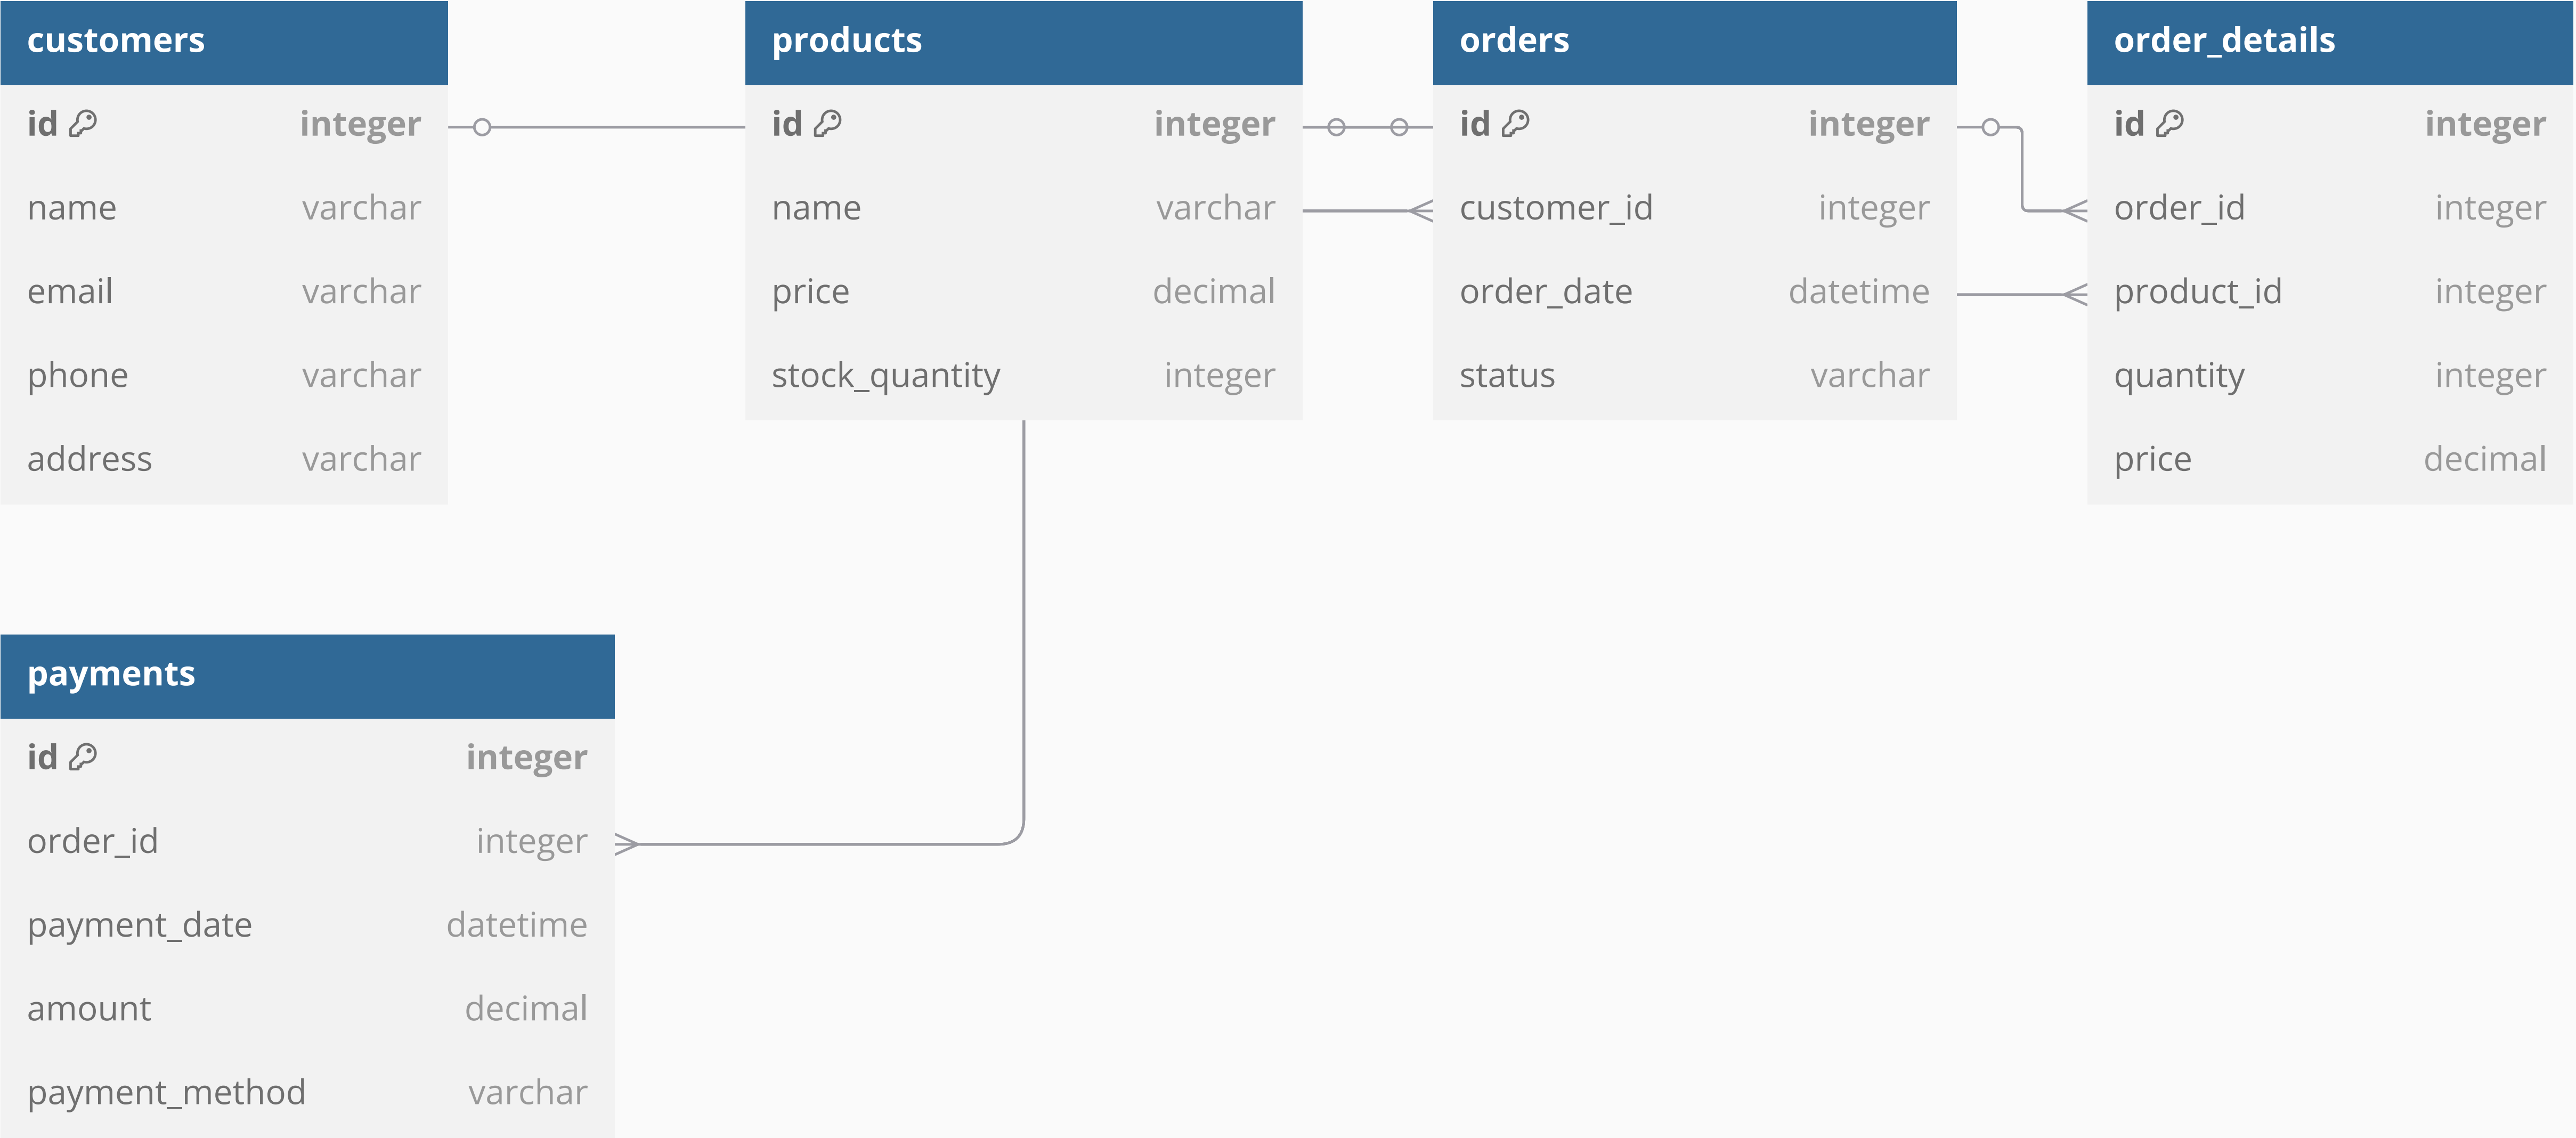 customers
id integer
name varchar
email varchar
phone varchar
address varchar
products
id integer
name varchar
price decimal
stock_quantity integer
orders
id integer
customer_id integer
order_date datetime
status varchar
order_details
id integer
order_id integer
product_id integer
quantity integer
price decimal
payments
id integer
order_id integer
payment_date datetime
amount decimal
payment_method varchar